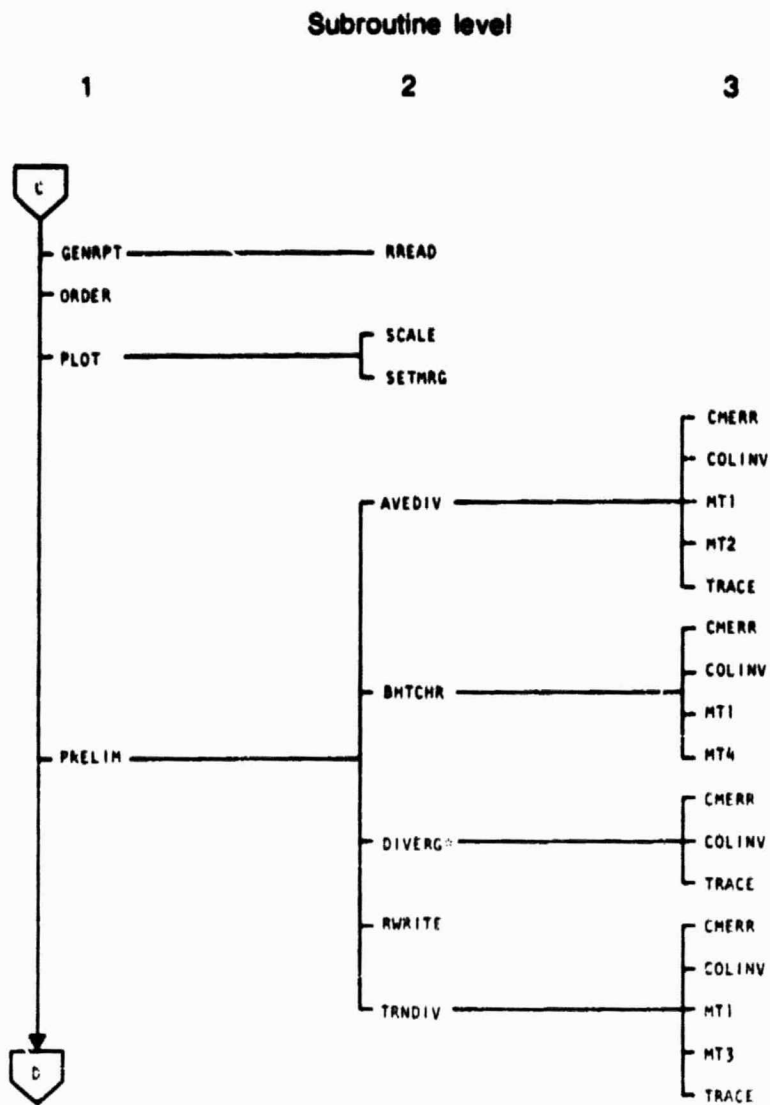 Subroutine level
1 2 3
C
GENRPT RREAD
ORDER
SCALE
PLOT
SETMRG
CMERR
COLINV
AVEDIV MT1
MT2
TRACE
CMERR
COLINV
BHTCHR
MT1
PRELIM MT4
CMERR
DIVERG☆ COLINV
TRACE
RWRITE CMERR
COLINV
TRNDIV MT1
MT3
D
TRACE